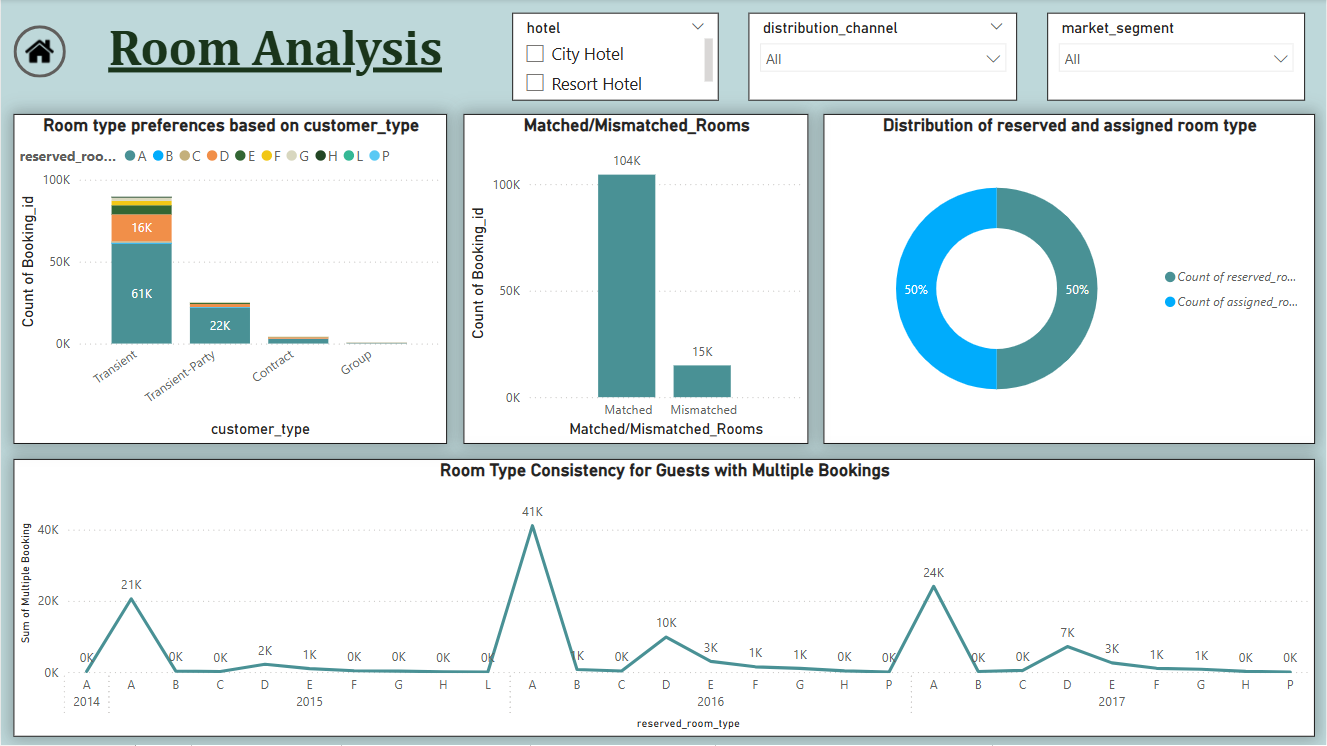 Room Analysis
hotel
City Hotel
Resort Hotel
distribution_channel
All
market_segment
All
Room type preferences based on customer_type
reserved_roo... A B C D E F G H L P
Count of Booking_id
100K
50K
0K
16K
61K
22K
Transient
Transient-Party
Contract
Group
customer_type
Matched/Mismatched_Rooms
Count of Booking_id
100K
50K
0K
104K
15K
Matched Mismatched
Matched/Mismatched_Rooms
Distribution of reserved and assigned room type
50% 50%
Count of reserved_ro...
Count of assigned_ro...
Room Type Consistency for Guests with Multiple Bookings
Sum of Multiple Booking
40K
20K
0K
0K 21K 0K 0K 2K 1K 0K 0K 0K 0K 41K 1K 0K 10K 3K 1K 1K 0K 0K 24K 0K 0K 7K 3K 1K 1K 0K 0K
A A B C D E F G H L A B C D E F G H P A B C D E F G H P
2014 2015 2016 2017
reserved_room_type